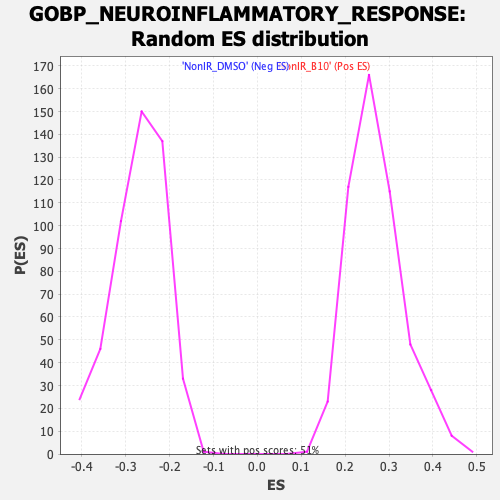 GOBP_NEUROINFLAMMATORY_RESPONSE:
Random ES distribution
'NonIR_DMSO' (Neg ES) nIR_B10' (Pos ES)
170
160
150
140
130
120
110
100
90
80
70
60
50
40
30
20
10
0
P(ES)
Sets with pos scores: 51%
-0.4 -0.3 -0.2 -0.1 0.0 0.1 0.2 0.3 0.4 0.5
ES